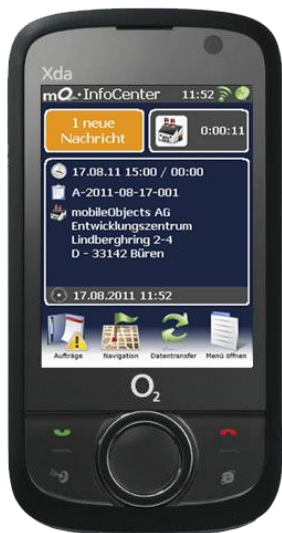 Xda
mO₂·InfoCenter 11:52
1 neue
Nachricht
0:00:11
17.08.11 15:00 / 00:00
A-2011-08-17-001
mobileObjects AG
Entwicklungszentrum
Lindberghring 2-4
D - 33142 Büren
17.08.2011 11:52
Aufträge Navigation Datentransfer Menü öffnen
O₂